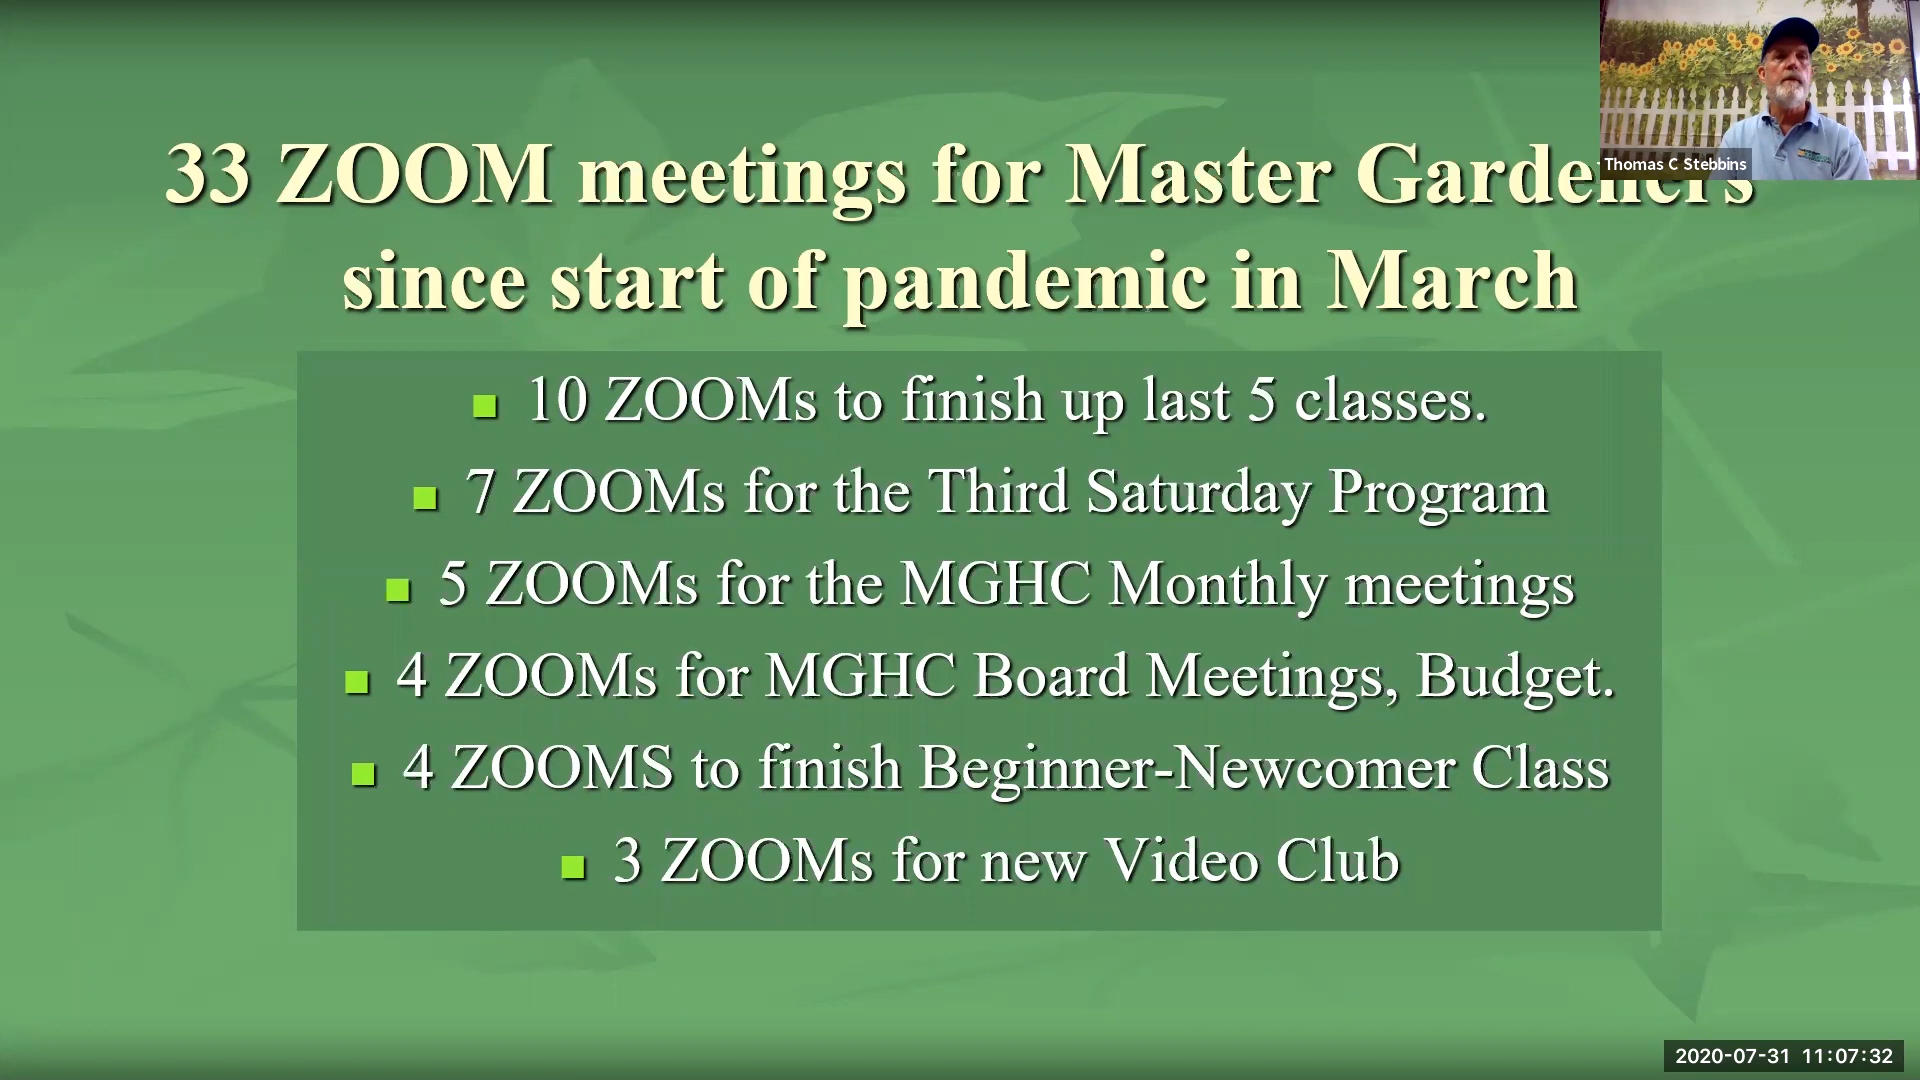 33 ZOOM meetings for Master Gardeners
since start of pandemic in March
10 ZOOMs to finish up last 5 classes.
7 ZOOMs for the Third Saturday Program
5 ZOOMs for the MGHC Monthly meetings
4 ZOOMs for MGHC Board Meetings, Budget.
4 ZOOMS to finish Beginner-Newcomer Class
3 ZOOMs for new Video Club
Thomas C Stebbins
2020-07-31 11:07:32